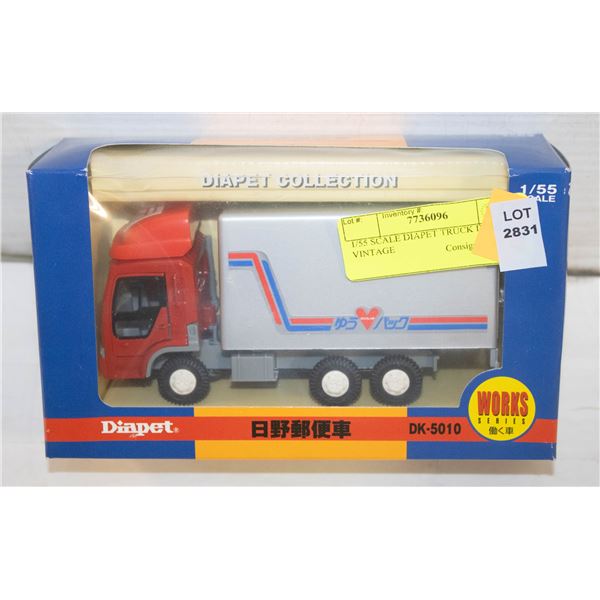 DIAPET COLLECTION
1/55
SCALE
Lot #:
Inventory #:
7736096
1/55 SCALE DIAPET TRUCK
VINTAGE
LOT
2831
ゆう パック
Diapet®
日野郵便車
DK-5010
WORKS
SERIES
働く車